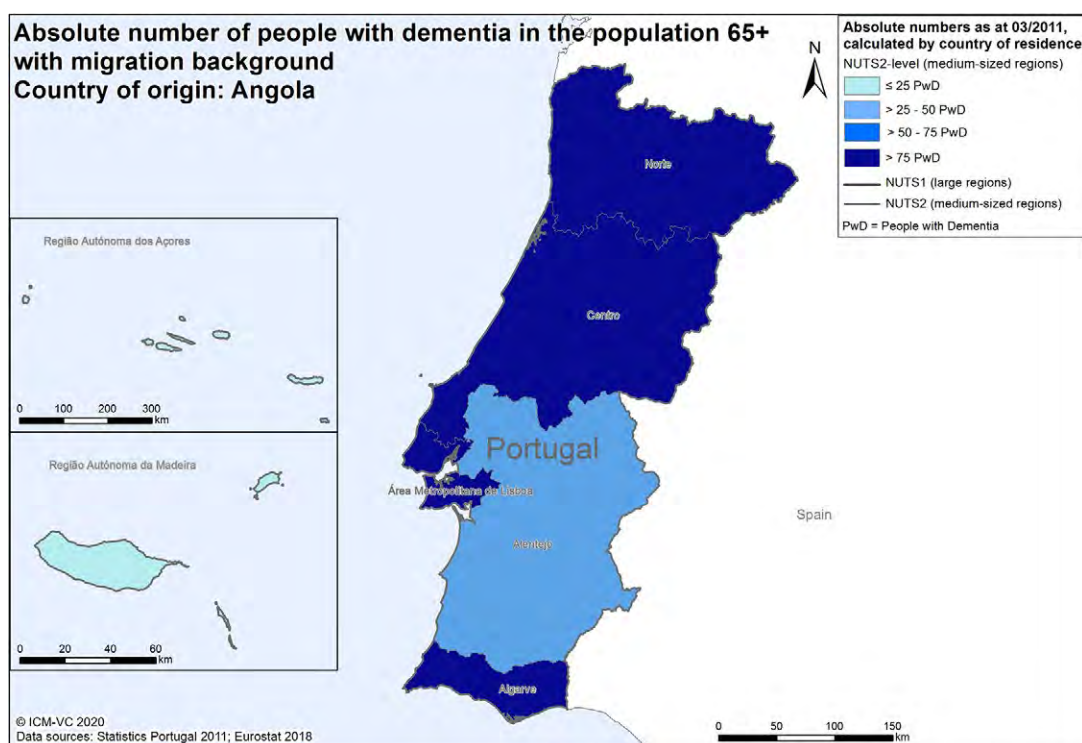 Absolute number of people with dementia in the population 65+
with migration background
Country of origin: Angola
N
Absolute numbers as at 03/2011,
calculated by country of residence
NUTS2-level (medium-sized regions)
≤ 25 PwD
> 25 - 50 PwD
> 50 - 75 PwD
> 75 PwD
NUTS1 (large regions)
NUTS2 (medium-sized regions)
PwD = People with Dementia
Norte
Região Autónoma dos Açores
0 100 200 300
km
Centro
Portugal
Região Autónoma da Madeira
Área Metropolitana de Lisboa
Spain
Alentejo
0 20 40 60
km
Algarve
© ICM-VC 2020
Data sources: Statistics Portugal 2011; Eurostat 2018
0 50 100 150
km